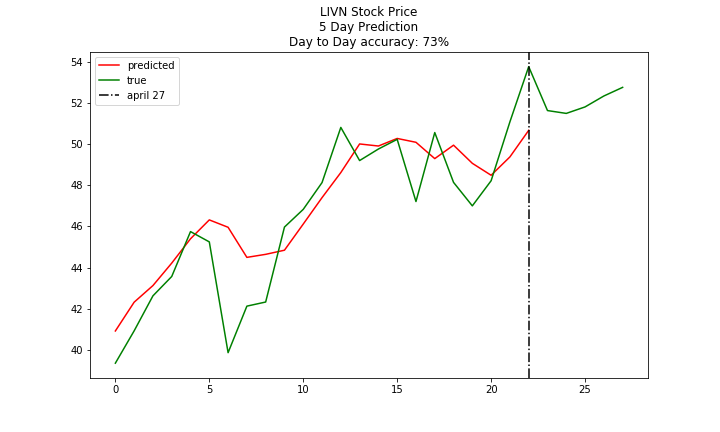 LIVN Stock Price
5 Day Prediction
Day to Day accuracy: 73%
predicted
true
april 27
54
52
50
48
46
44
42
40
0 5 10 15 20 25